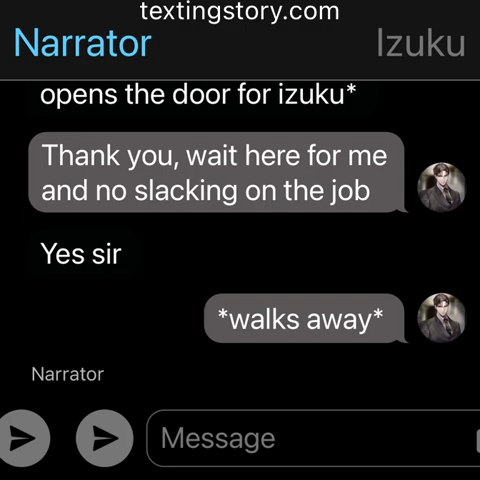 textingstory.com
Narrator Izuku
opens the door for izuku*
Thank you, wait here for me
and no slacking on the job
Yes sir
*walks away*
Narrator
Message